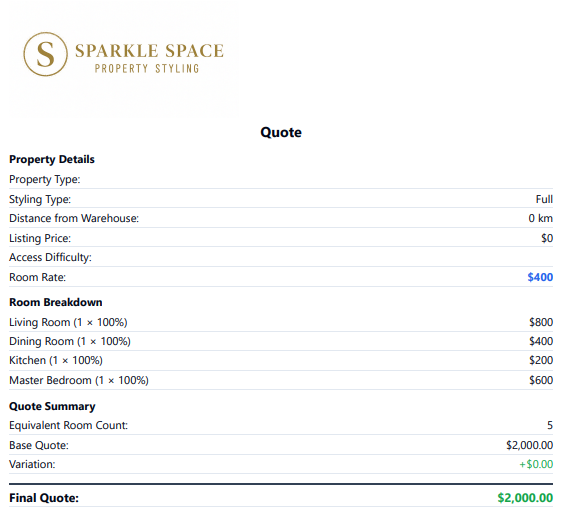 S
SPARKLE SPACE
PROPERTY STYLING
Quote
Property Details
Property Type:
Styling Type: Full
Distance from Warehouse: 0 km
Listing Price: $0
Access Difficulty:
Room Rate: $400
Room Breakdown
Living Room (1 × 100%) $800
Dining Room (1 × 100%) $400
Kitchen (1 × 100%) $200
Master Bedroom (1 × 100%) $600
Quote Summary
Equivalent Room Count: 5
Base Quote: $2,000.00
Variation: +$0.00
Final Quote: $2,000.00